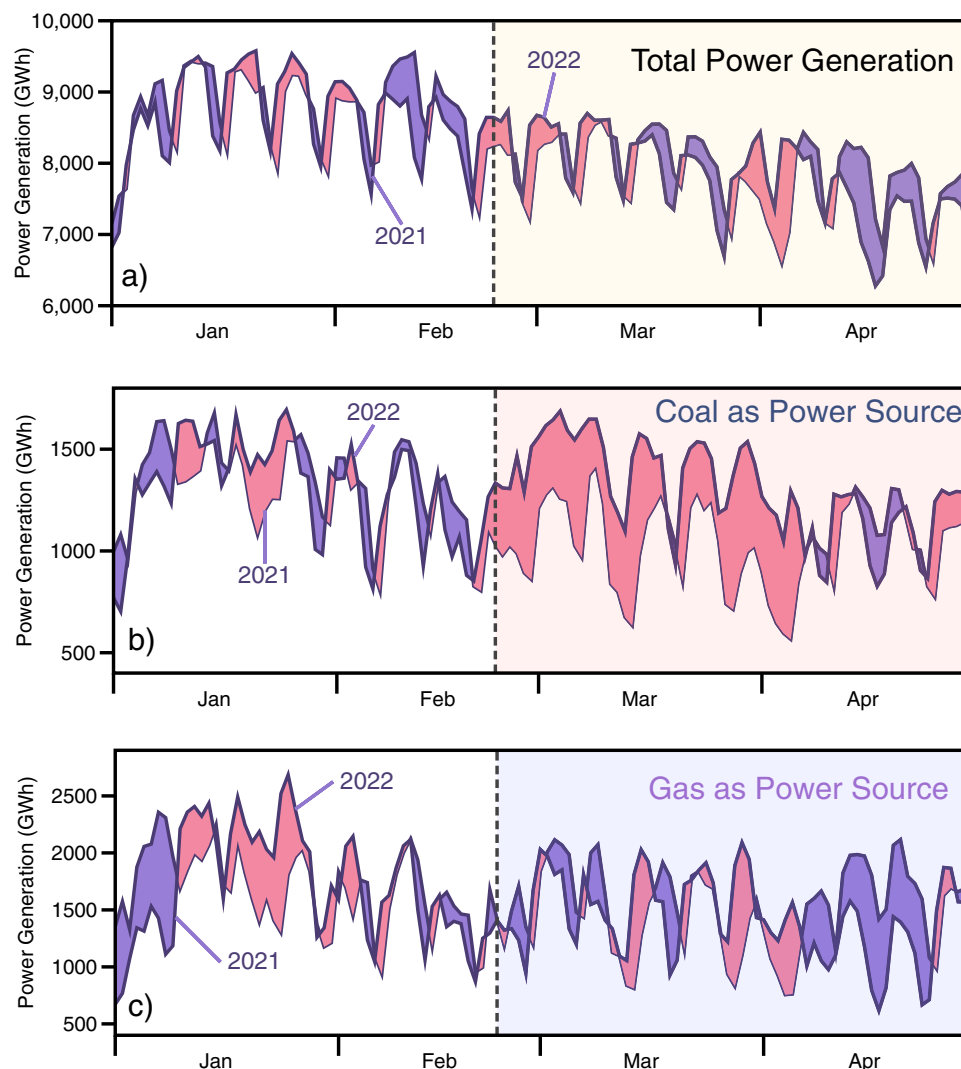 10,000
9,000
8,000
7,000
6,000
Power Generation (GWh)
2022
Total Power Generation
2021
a)
Jan
Feb
Mar
Apr
1500
1000
500
Power Generation (GWh)
Coal as Power Source
2022
2021
b)
Jan
Feb
Mar
Apr
2500
2000
1500
1000
500
Power Generation (GWh)
2022
Gas as Power Source
2021
c)
Jan
Feb
Mar
Apr